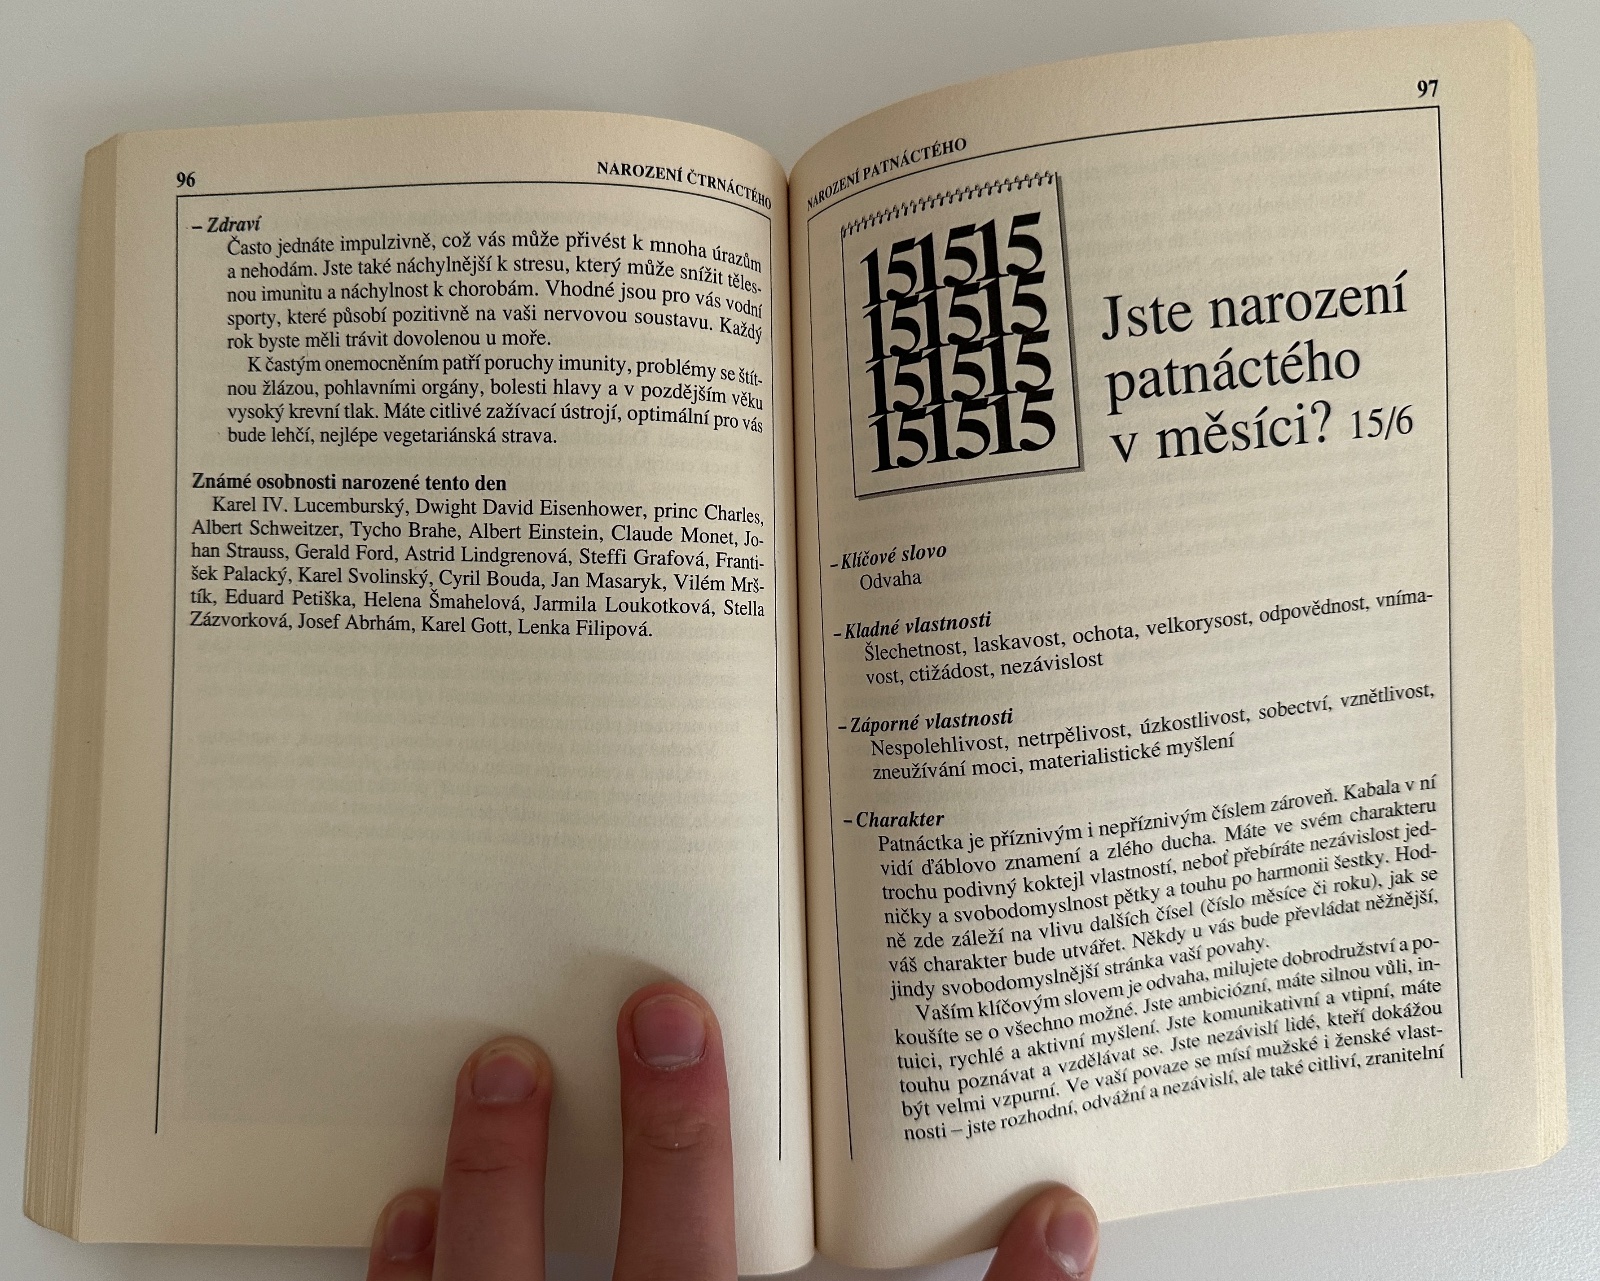 96
NAROZENÍ ČTRNÁCTÉHO
– Zdraví
Často jednáte impulzivně, což vás může přivést k mnoha úrazům
a nehodám. Jste také náchylnější k stresu, který může snížit těles-
nou imunitu a náchylnost k chorobám. Vhodné jsou pro vás vodní
sporty, které působí pozitivně na vaši nervovou soustavu. Každý
rok byste měli trávit dovolenou u moře.
K častým onemocněním patří poruchy imunity, problémy se štít-
nou žlázou, pohlavními orgány, bolesti hlavy a v pozdějším věku
vysoký krevní tlak. Máte citlivé zažívací ústrojí, optimální pro vás
bude lehčí, nejlépe vegetariánská strava.
Známé osobnosti narozené tento den
Karel IV. Lucemburský, Dwight David Eisenhower, princ Charles,
Albert Schweitzer, Tycho Brahe, Albert Einstein, Claude Monet, Jo-
han Strauss, Gerald Ford, Astrid Lindgrenová, Steffi Grafová, Franti-
šek Palacký, Karel Svolinský, Cyril Bouda, Jan Masaryk, Vilém Mrš-
tík, Eduard Petiška, Helena Šmahelová, Jarmila Loukotková, Stella
Zázvorková, Josef Abrhám, Karel Gott, Lenka Filipová.
97
NAROZENÍ PATNÁCTÉHO
151515
151515
151515
151515
Jste narození
patnáctého
v měsíci? 15/6
– Klíčové slovo
Odvaha
– Kladné vlastnosti
Šlechetnost, laskavost, ochota, velkorysost, odpovědnost, vníma-
vost, ctižádost, nezávislost
– Záporné vlastnosti
Nespolehlivost, netrpělivost, úzkostlivost, sobectví, vznětlivost,
zneužívání moci, materialistické myšlení
– Charakter
Patnáctka je příznivým i nepříznivým číslem zároveň. Kabala v ní
vidí ďáblovo znamení a zlého ducha. Máte ve svém charakteru
trochu podivný koktejl vlastností, neboť přebíráte nezávislost jed-
ničky a svobodomyslnost pětky a touhu po harmonii šestky. Hod-
ně zde záleží na vlivu dalších čísel (číslo měsíce či roku), jak se
váš charakter bude utvářet. Někdy u vás bude převládat něžnější,
jindy svobodomyslnější stránka vaší povahy.
Vaším klíčovým slovem je odvaha, milujete dobrodružství a po-
koušíte se o všechno možné. Jste ambiciózní, máte silnou vůli, in-
tuici, rychlé a aktivní myšlení. Jste komunikativní a vtipní, máte
touhu poznávat a vzdělávat se. Jste nezávislí lidé, kteří dokážou
být velmi vzpurní. Ve vaší povaze se mísí mužské i ženské vlast-
nosti – jste rozhodní, odvážní a nezávislí, ale také citliví, zranitelní